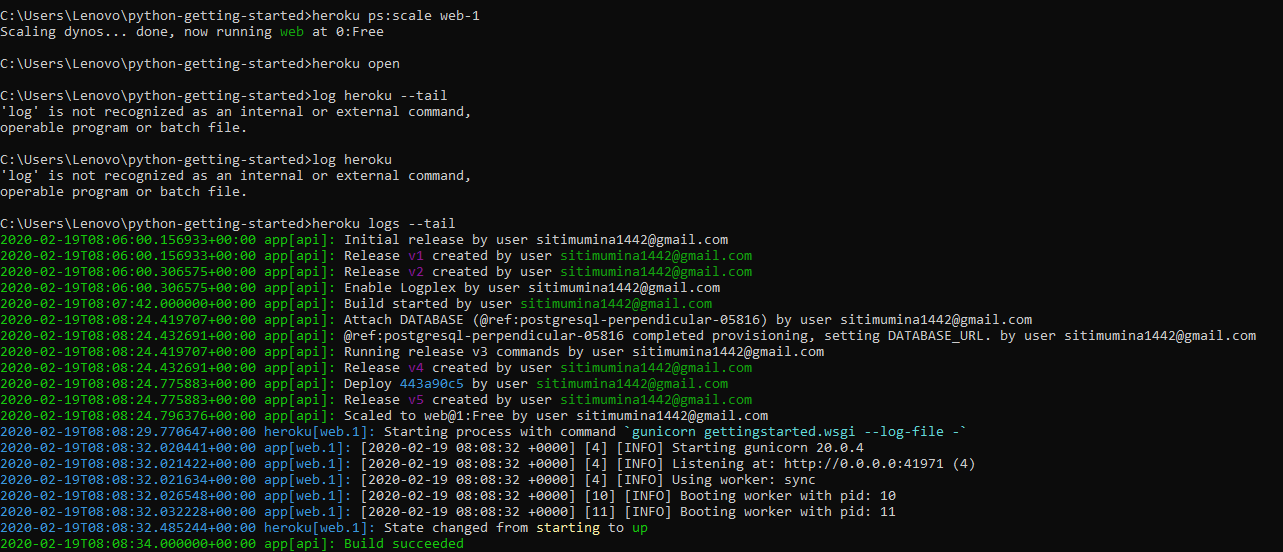 C:\Users\Lenovo\python-getting-started>heroku ps:scale web-1
Scaling dynos... done, now running web at 0:Free
C:\Users\Lenovo\python-getting-started>heroku open
C:\Users\Lenovo\python-getting-started>log heroku --tail
'log' is not recognized as an internal or external command,
operable program or batch file.
C:\Users\Lenovo\python-getting-started>log heroku
'log' is not recognized as an internal or external command,
operable program or batch file.
C:\Users\Lenovo\python-getting-started>heroku logs --tail
2020-02-19T08:06:00.156933+00:00 app[api]: Initial release by user sitimumina1442@gmail.com
2020-02-19T08:06:00.156933+00:00 app[api]: Release v1 created by user sitimumina1442@gmail.com
2020-02-19T08:06:00.306575+00:00 app[api]: Release v2 created by user sitimumina1442@gmail.com
2020-02-19T08:06:00.306575+00:00 app[api]: Enable Logplex by user sitimumina1442@gmail.com
2020-02-19T08:07:42.000000+00:00 app[api]: Build started by user sitimumina1442@gmail.com
2020-02-19T08:08:24.419707+00:00 app[api]: Attach DATABASE (@ref:postgresql-perpendicular-05816) by user sitimumina1442@gmail.com
2020-02-19T08:08:24.432691+00:00 app[api]: @ref:postgresql-perpendicular-05816 completed provisioning, setting DATABASE_URL. by user sitimumina1442@gmail.com
2020-02-19T08:08:24.419707+00:00 app[api]: Running release v3 commands by user sitimumina1442@gmail.com
2020-02-19T08:08:24.432691+00:00 app[api]: Release v4 created by user sitimumina1442@gmail.com
2020-02-19T08:08:24.775883+00:00 app[api]: Deploy 443a90c5 by user sitimumina1442@gmail.com
2020-02-19T08:08:24.775883+00:00 app[api]: Release v5 created by user sitimumina1442@gmail.com
2020-02-19T08:08:24.796376+00:00 app[api]: Scaled to web@1:Free by user sitimumina1442@gmail.com
2020-02-19T08:08:29.770647+00:00 heroku[web.1]: Starting process with command `gunicorn gettingstarted.wsgi --log-file -`
2020-02-19T08:08:32.020441+00:00 app[web.1]: [2020-02-19 08:08:32 +0000] [4] [INFO] Starting gunicorn 20.0.4
2020-02-19T08:08:32.021422+00:00 app[web.1]: [2020-02-19 08:08:32 +0000] [4] [INFO] Listening at: http://0.0.0.0:41971 (4)
2020-02-19T08:08:32.021634+00:00 app[web.1]: [2020-02-19 08:08:32 +0000] [4] [INFO] Using worker: sync
2020-02-19T08:08:32.026548+00:00 app[web.1]: [2020-02-19 08:08:32 +0000] [10] [INFO] Booting worker with pid: 10
2020-02-19T08:08:32.032228+00:00 app[web.1]: [2020-02-19 08:08:32 +0000] [11] [INFO] Booting worker with pid: 11
2020-02-19T08:08:32.485244+00:00 heroku[web.1]: State changed from starting to up
2020-02-19T08:08:34.000000+00:00 app[api]: Build succeeded